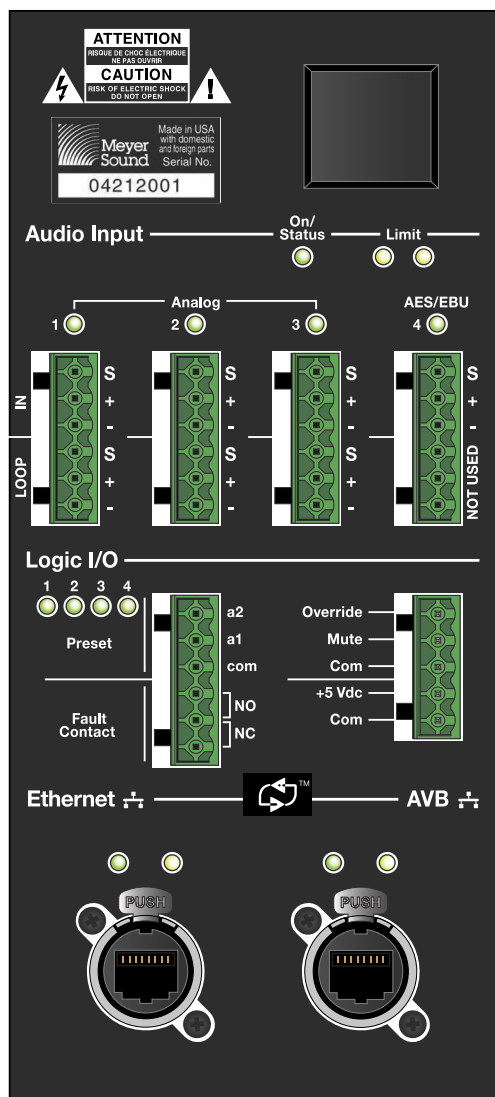 ATTENTION
RISQUE DE CHOC ÉLECTRIQUE
NE PAS OUVRIR
CAUTION
RISK OF ELECTRIC SHOCK
DO NOT OPEN
!
Meyer
Sound
Made in USA
with domestic
and foreign parts
Serial No.
04212001
Audio Input
On/
Status
Limit
Analog
AES/EBU
1
2
3
4
IN
LOOP
S
+
-
S
+
-
S
+
-
S
+
-
S
+
-
S
+
-
S
+
-
NOT USED
Logic I/O
1 2 3 4
Preset
Fault
Contact
a2
a1
com
NO
NC
Override
Mute
Com
+5 Vdc
Com
Ethernet
TM
AVB
PUSH
PUSH